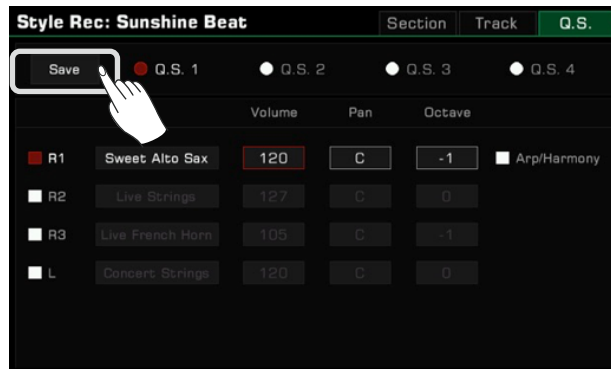 Style Rec: Sunshine Beat Section Track Q.S.
Save Q.S. 1 Q.S. 2 Q.S. 3 Q.S. 4
Volume Pan Octave
R1 Sweet Alto Sax 120 C -1 Arp/Harmony
R2 Live Strings 127 C 0
R3 Live French Horn 105 C -1
L Concert Strings 120 C 0